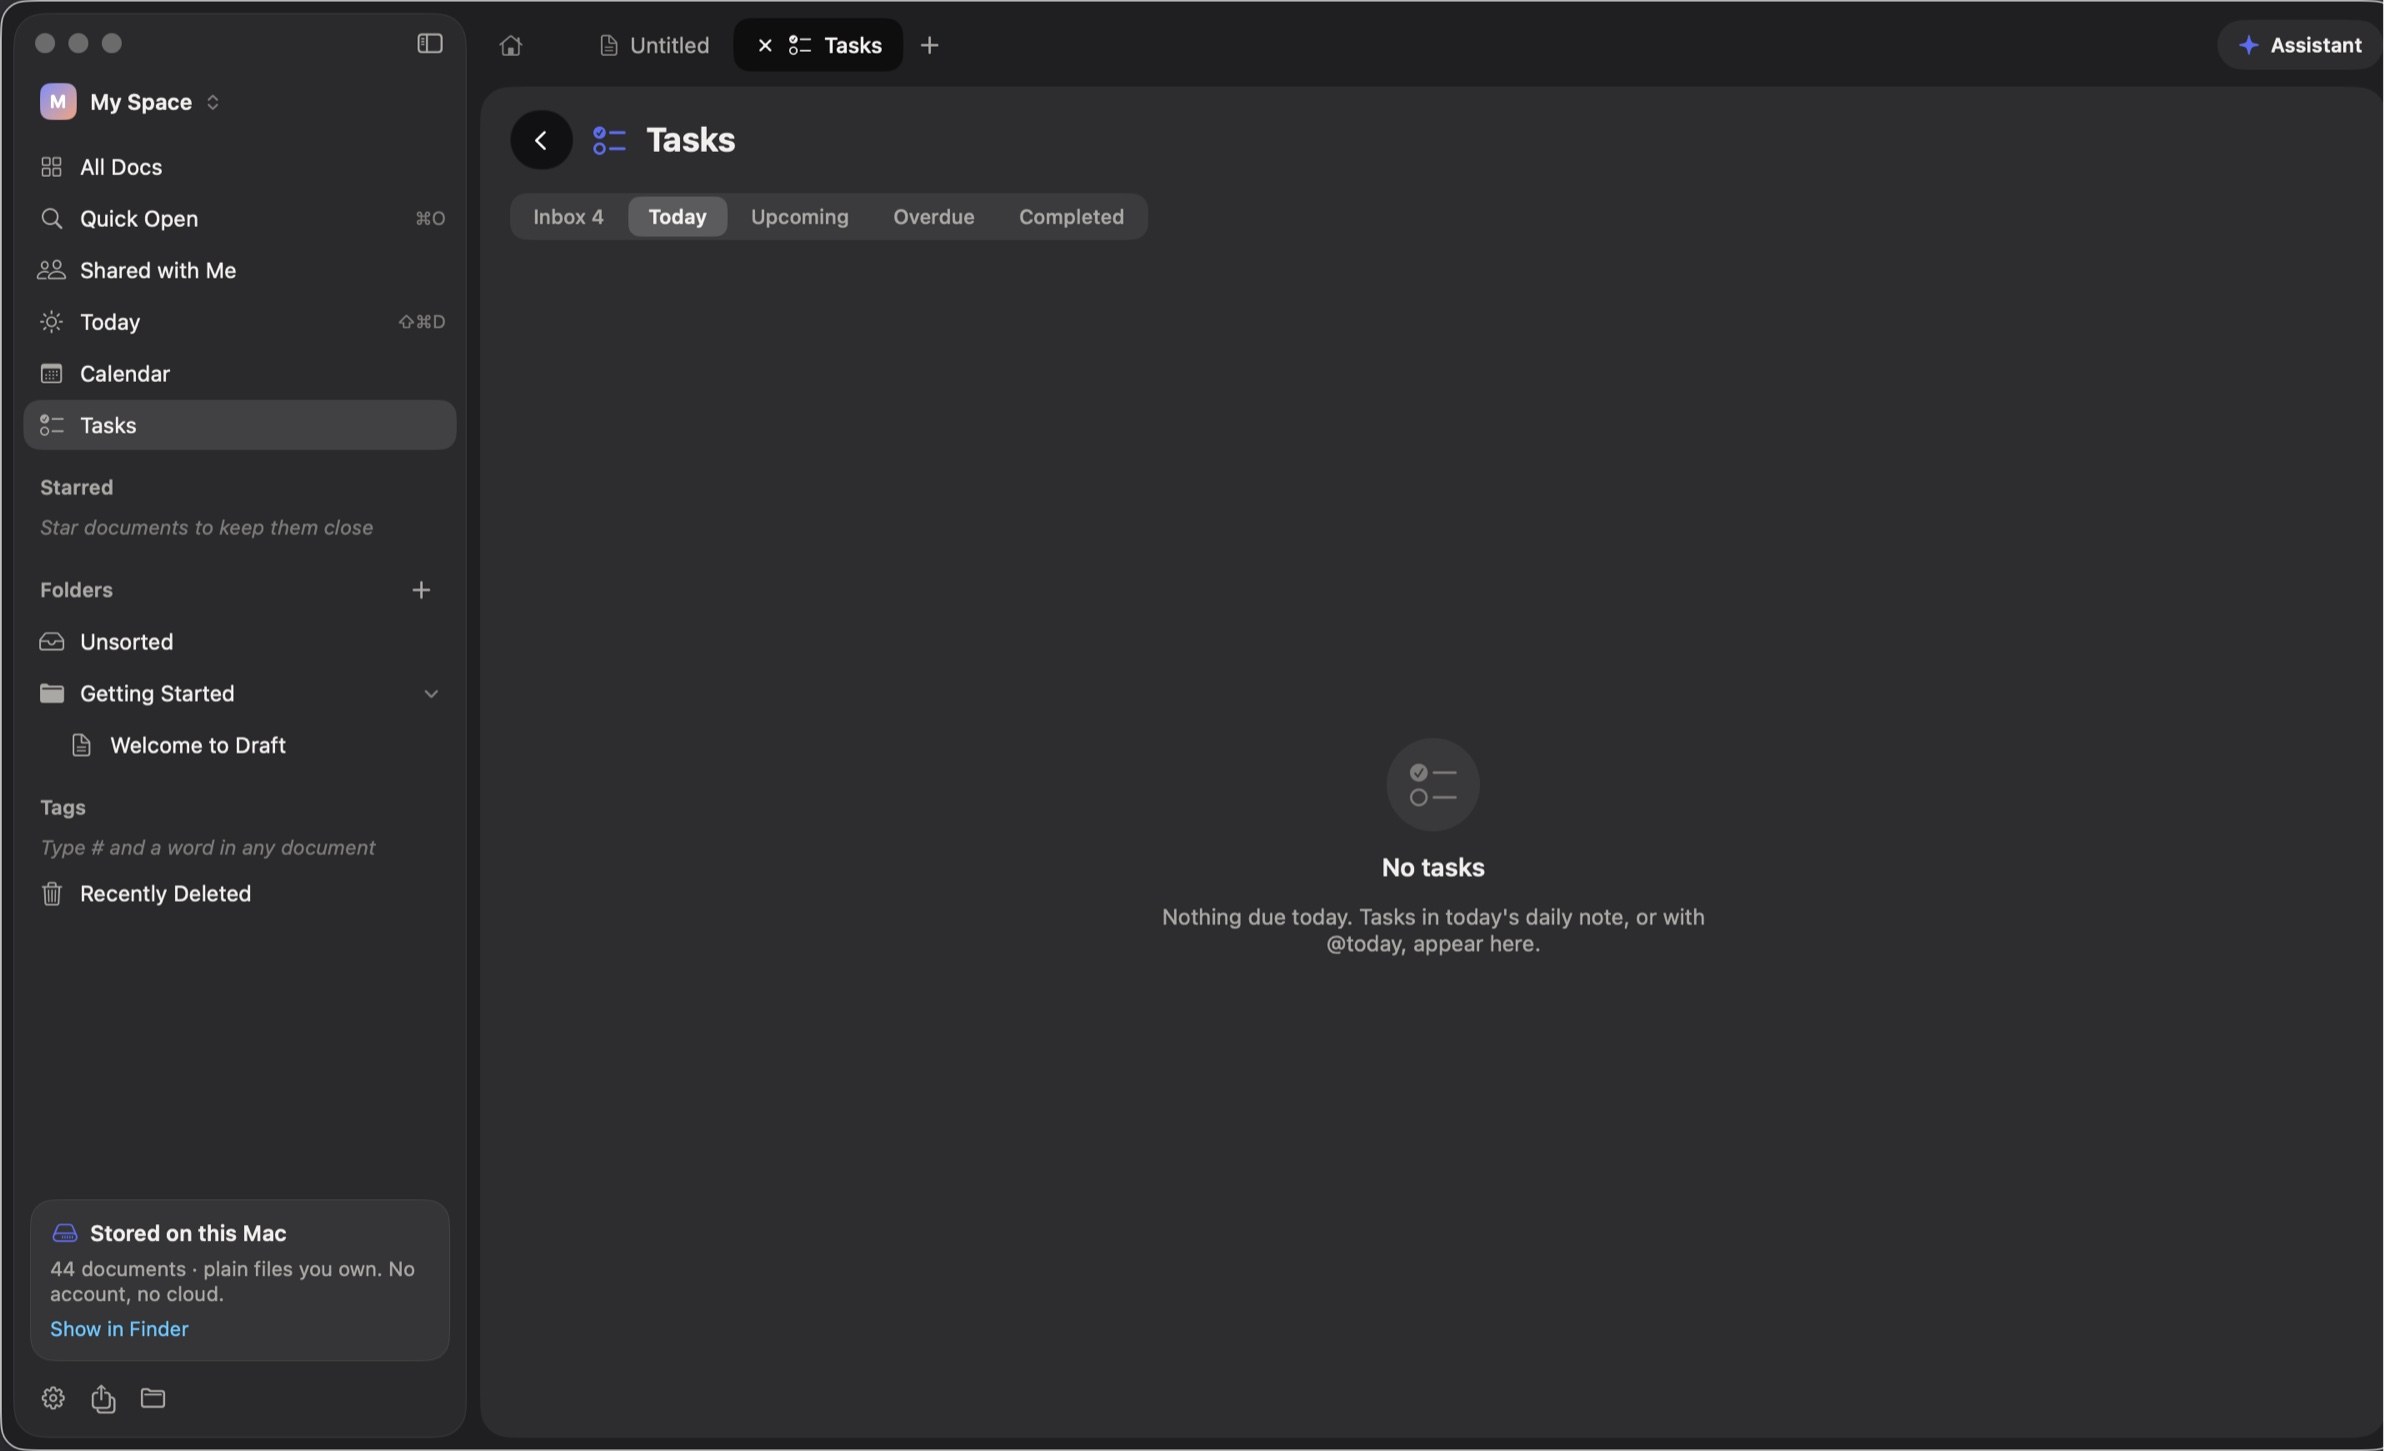 Untitled
Tasks
Assistant
M
My Space
All Docs
Quick Open ⌘O
Shared with Me
Today ⇧⌘D
Calendar
Tasks
Starred
Star documents to keep them close
Folders
Unsorted
Getting Started
Welcome to Draft
Tags
Type # and a word in any document
Recently Deleted
Stored on this Mac
44 documents · plain files you own. No
account, no cloud.
Show in Finder
Tasks
Inbox 4
Today
Upcoming
Overdue
Completed
No tasks
Nothing due today. Tasks in today's daily note, or with
@today, appear here.